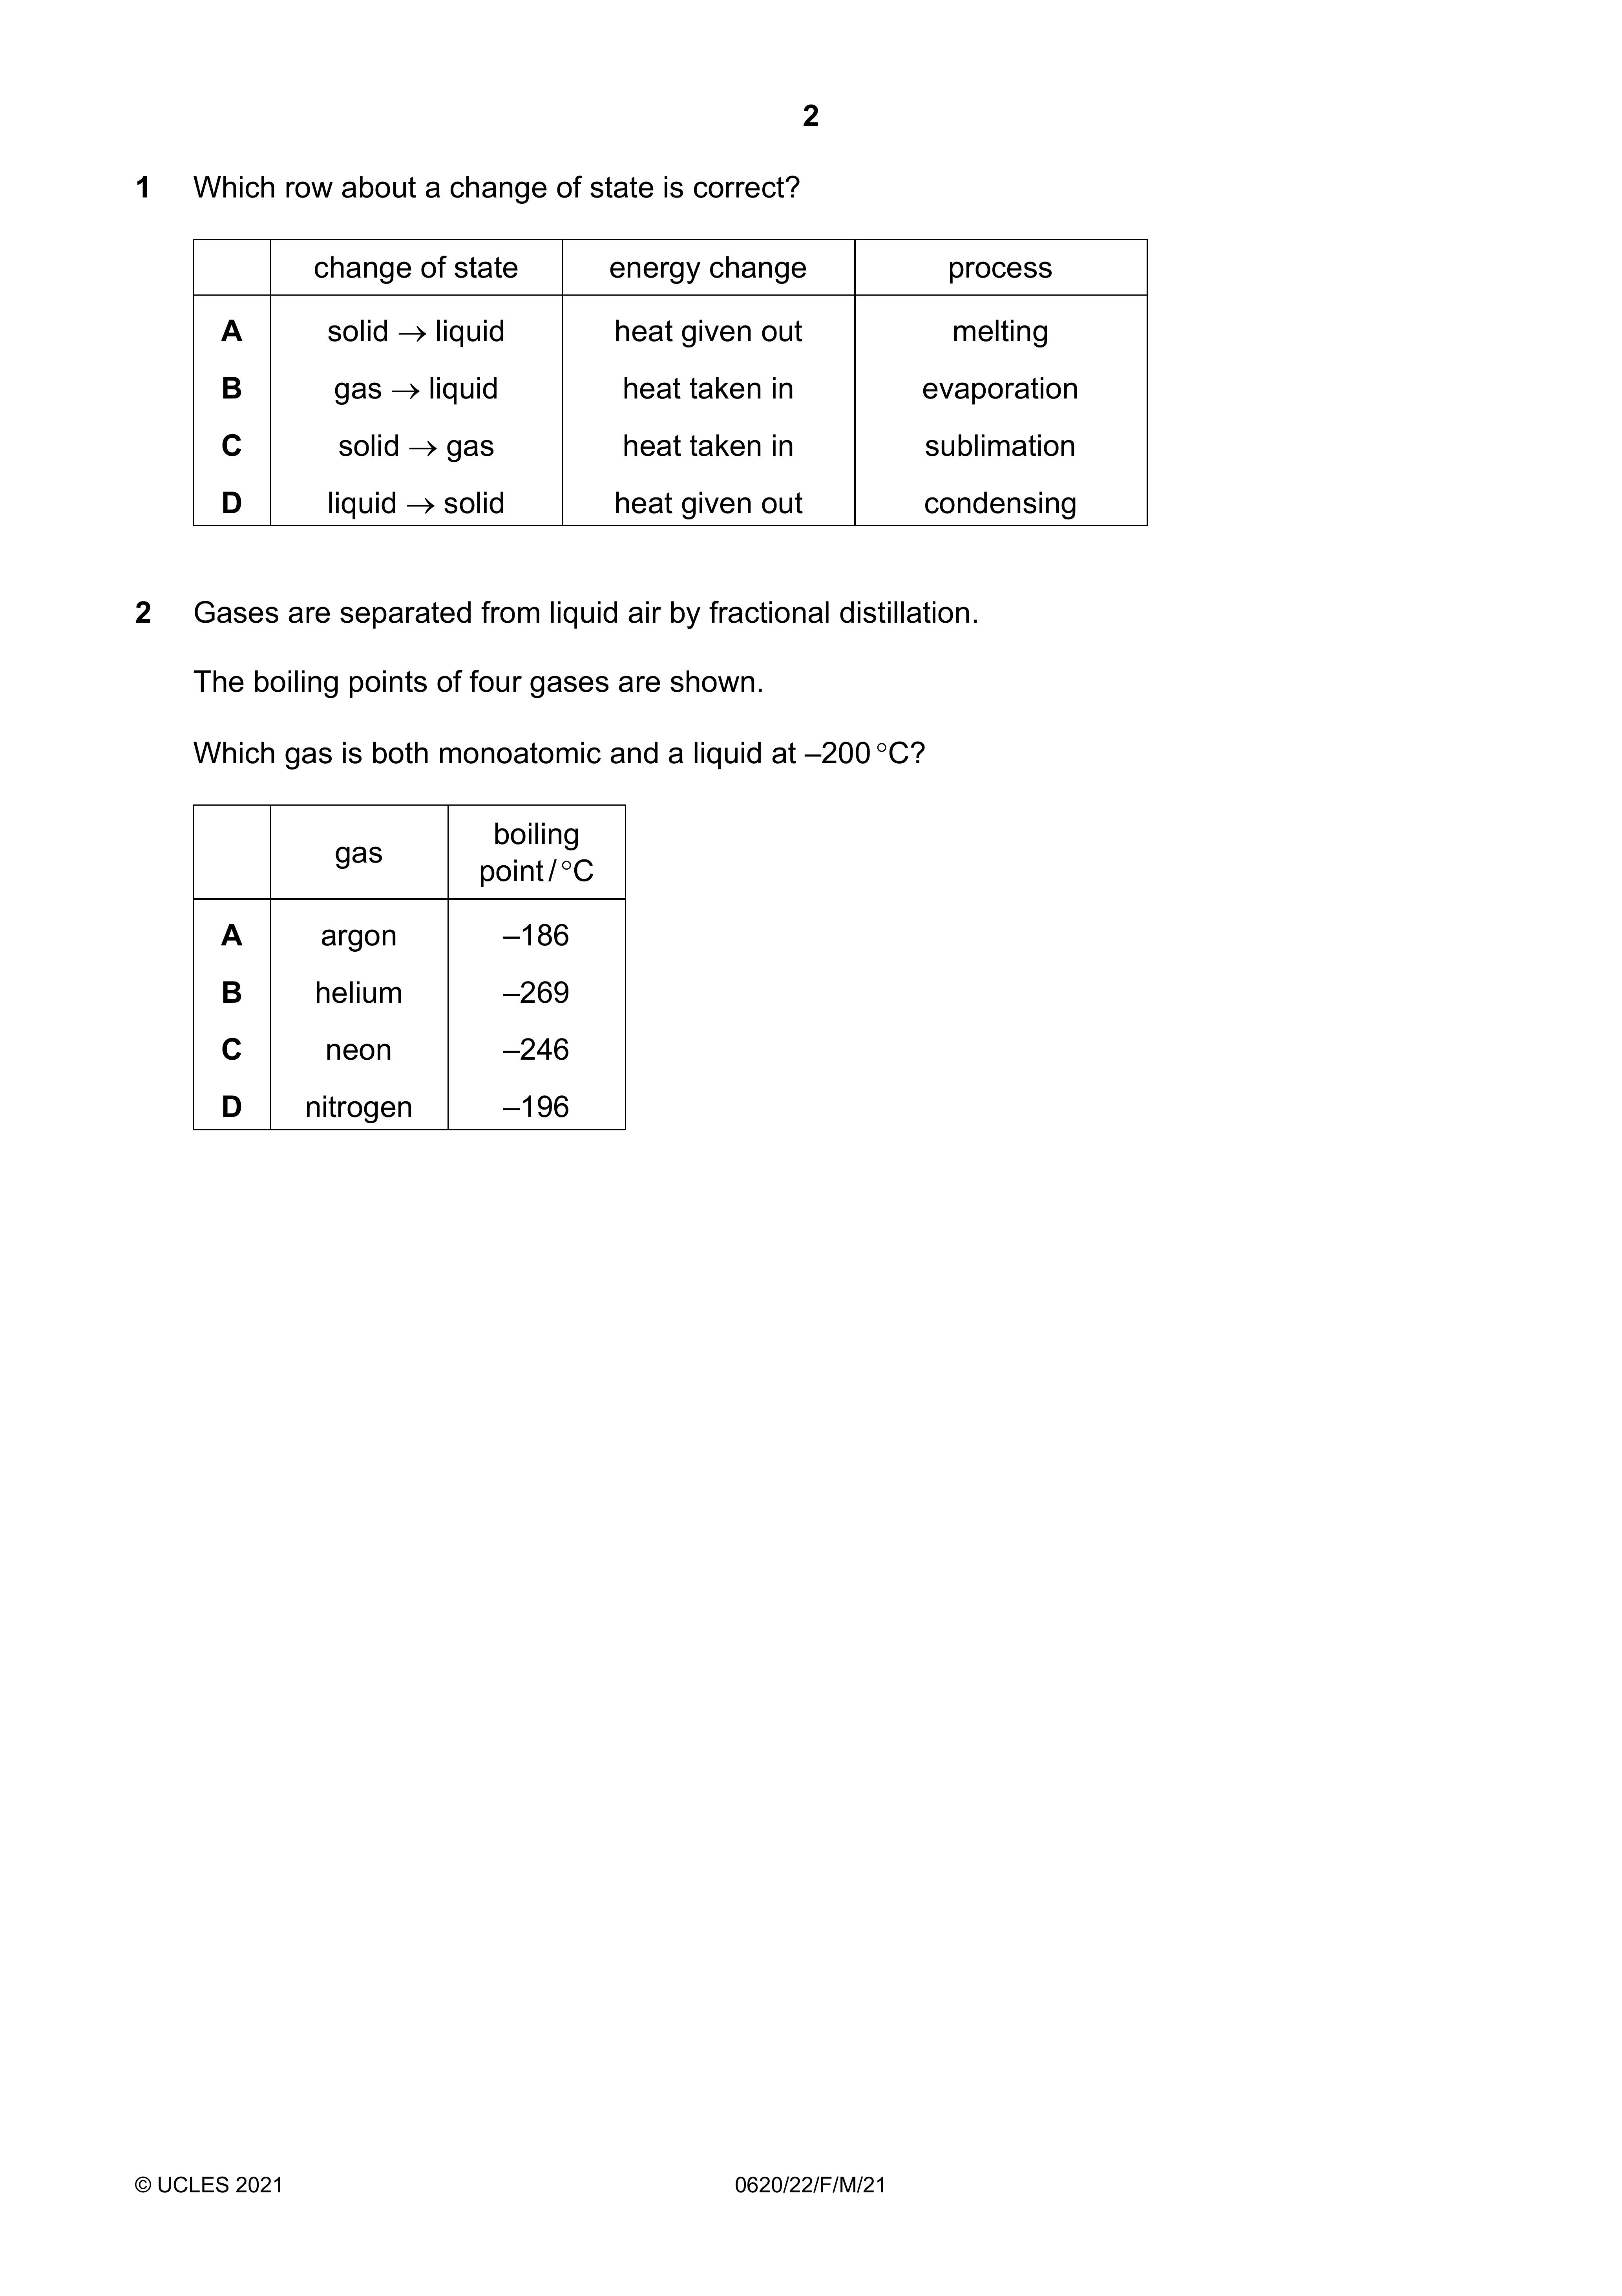 2
1 Which row about a change of state is correct?
change of state energy change process
A solid → liquid heat given out melting
B gas → liquid heat taken in evaporation
C solid → gas heat taken in sublimation
D liquid → solid heat given out condensing
2 Gases are separated from liquid air by fractional distillation.
The boiling points of four gases are shown.
Which gas is both monoatomic and a liquid at –200 °C?
gas boiling
point / °C
A argon –186
B helium –269
C neon –246
D nitrogen –196
© UCLES 2021 0620/22/F/M/21